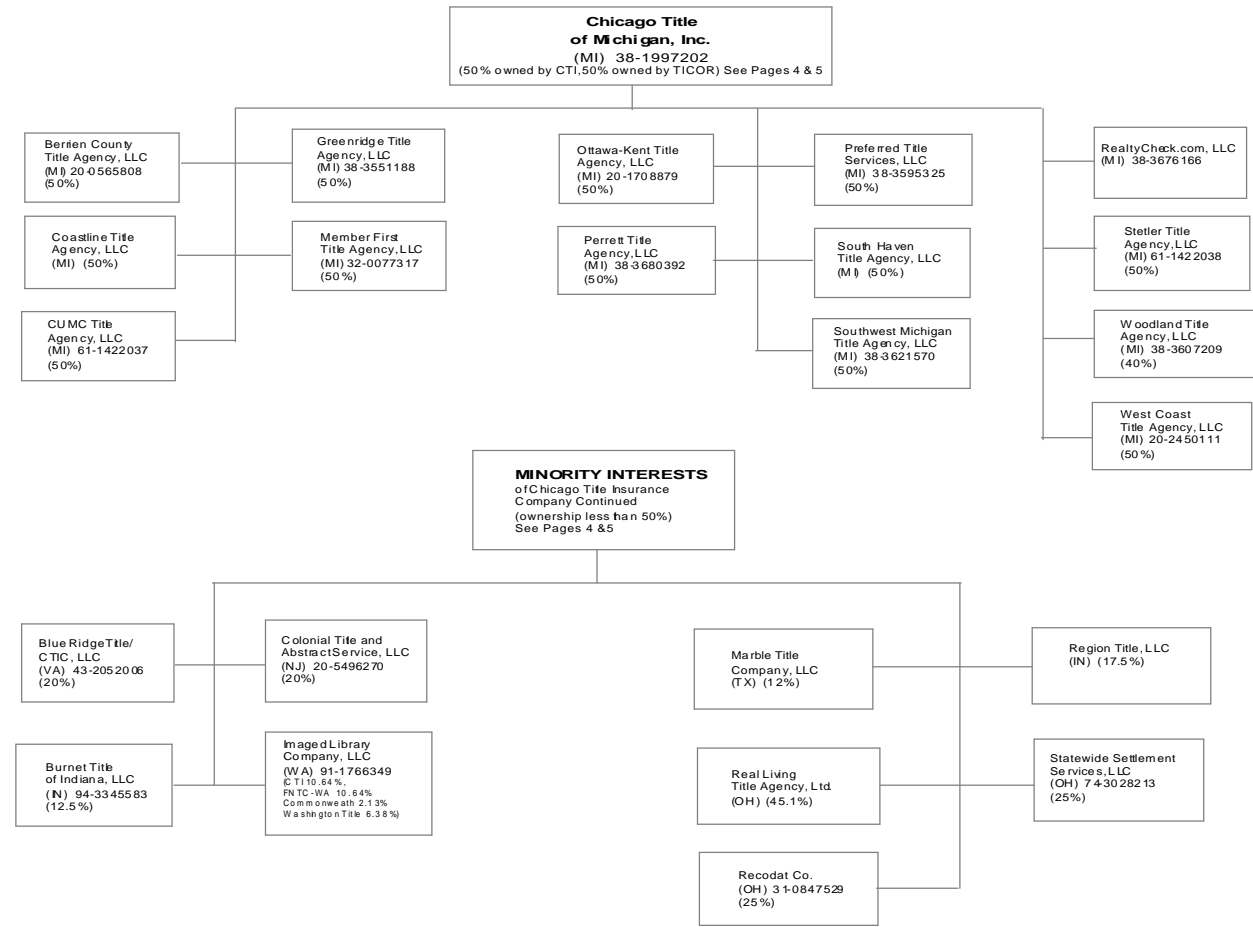 Chicago Title
of Michigan, Inc.
(MI) 38-1997202
(50% owned by CTI,50% owned by TICOR) See Pages 4 & 5
Berrien County
Title Agency, LLC
(MI) 20-0565808
(50%)
Greenridge Title
Agency, LLC
(MI) 38-3551188
(50%)
Ottawa-Kent Title
Agency, LLC
(MI) 20-1708879
(50%)
Preferred Title
Services, LLC
(MI) 38-3595325
(50%)
RealtyCheck.com, LLC
(MI) 38-3676166
Coastline Title
Agency, LLC
(MI) (50%)
Member First
Title Agency, LLC
(MI) 32-0077317
(50%)
Perrett Title
Agency,LLC
(MI) 38-3680392
(50%)
South Haven
Title Agency, LLC
(MI) (50%)
Stetler Title
Agency,LLC
(MI) 61-1422038
(50%)
CUMC Title
Agency, LLC
(MI) 61-1422037
(50%)
Southwest Michigan
Title Agency, LLC
(MI) 38-3621570
(50%)
Woodland Title
Agency, LLC
(MI) 38-3607209
(40%)
West Coast
Title Agency, LLC
(MI) 20-2450111
(50%)
MINORITY INTERESTS
of Chicago Title Insurance
Company Continued
(ownership less than 50%)
See Pages 4 &5
Blue Ridge Title/
CTIC, LLC
(VA) 43-2052006
(20%)
Colonial Title and
Abstract Service, LLC
(NJ) 20-5496270
(20%)
Marble Title
Company, LLC
(TX) (12%)
Region Title, LLC
(IN) (17.5%)
Burnet Title
of Indiana, LLC
(IN) 94-3345583
(12.5%)
Imaged Library
Company, LLC
(WA) 91-1766349
(CTI 10.64%,
FNTC-WA 10.64%
Commonweath 2.13%
Washington Title 6.38%)
Real Living
Title Agency, Ltd.
(OH) (45.1%)
Statewide Settlement
Services, LLC
(OH) 74-3028213
(25%)
Recodat Co.
(OH) 31-0847529
(25%)